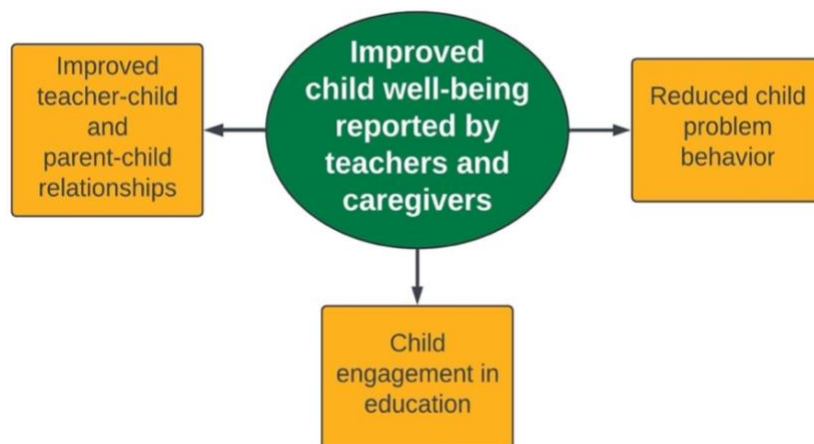 Improved
child well-being
reported by
teachers and
caregivers
Improved
teacher-child
and
parent-child
relationships
Reduced child
problem
behavior
Child
engagement in
education